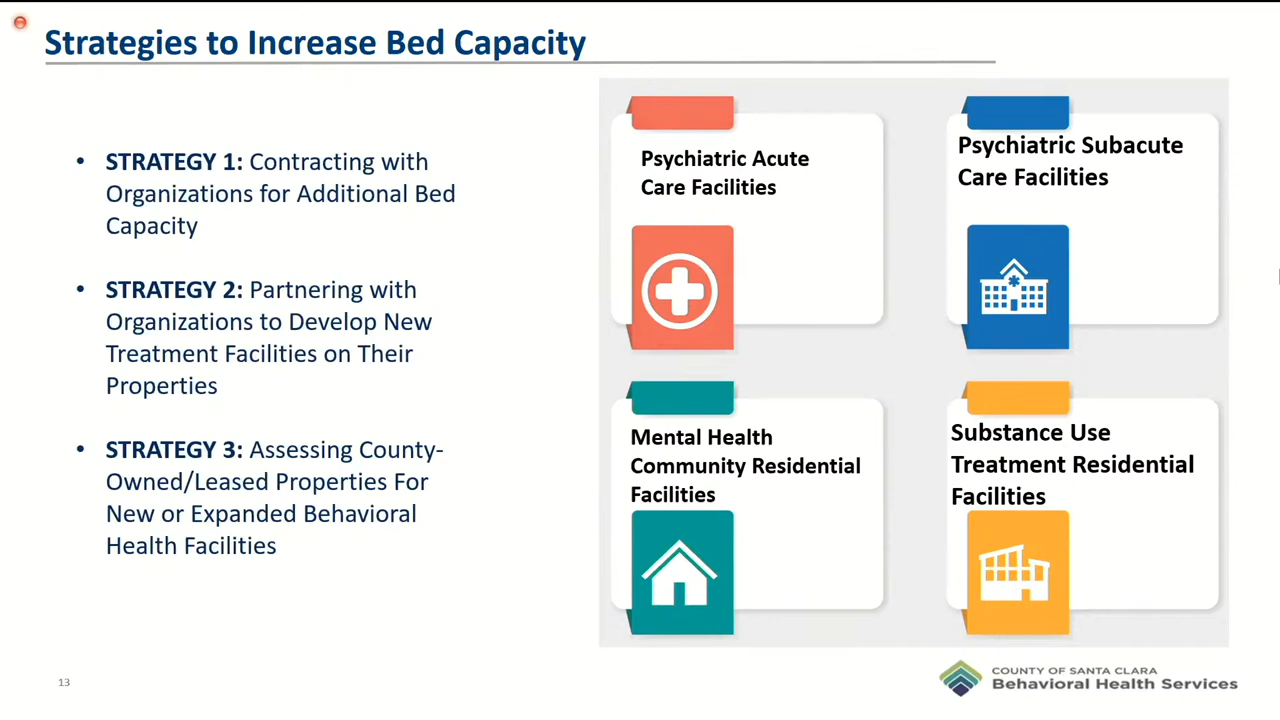 Strategies to Increase Bed Capacity
• STRATEGY 1: Contracting with
Organizations for Additional Bed
Capacity
• STRATEGY 2: Partnering with
Organizations to Develop New
Treatment Facilities on Their
Properties
• STRATEGY 3: Assessing County-
Owned/Leased Properties For
New or Expanded Behavioral
Health Facilities
Psychiatric Acute
Care Facilities
Psychiatric Subacute
Care Facilities
Mental Health
Community Residential
Facilities
Substance Use
Treatment Residential
Facilities
13
COUNTY OF SANTA CLARA
Behavioral Health Services